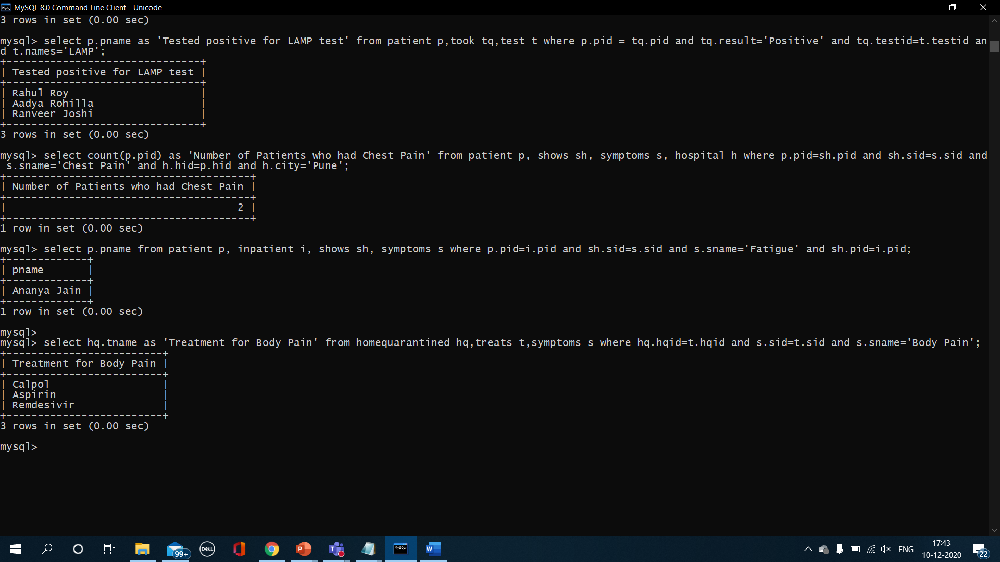 MySQL 8.0 Command Line Client - Unicode
3 rows in set (0.00 sec)
mysql> select p.pname as 'Tested positive for LAMP test' from patient p,took tq,test t where p.pid = tq.pid and tq.result='Positive' and tq.testid=t.testid an
d t.names='LAMP';
+-------------------------------+
| Tested positive for LAMP test |
+-------------------------------+
| Rahul Roy                     |
| Aadya Rohilla                 |
| Ranveer Joshi                 |
+-------------------------------+
3 rows in set (0.00 sec)
mysql> select count(p.pid) as 'Number of Patients who had Chest Pain' from patient p, shows sh, symptoms s, hospital h where p.pid=sh.pid and sh.sid=s.sid and
 s.sname='Chest Pain' and h.hid=p.hid and h.city='Pune';
+---------------------------------------+
| Number of Patients who had Chest Pain |
+---------------------------------------+
|                                     2 |
+---------------------------------------+
1 row in set (0.00 sec)
mysql> select p.pname from patient p, inpatient i, shows sh, symptoms s where p.pid=i.pid and sh.sid=s.sid and s.sname='Fatigue' and sh.pid=i.pid;
+-------------+
| pname       |
+-------------+
| Ananya Jain |
+-------------+
1 row in set (0.00 sec)
mysql>
mysql> select hq.tname as 'Treatment for Body Pain' from homequarantined hq,treats t,symptoms s where hq.hqid=t.hqid and s.sid=t.sid and s.sname='Body Pain';
+-------------------------+
| Treatment for Body Pain |
+-------------------------+
| Calpol                  |
| Aspirin                 |
| Remdesivir              |
+-------------------------+
3 rows in set (0.00 sec)
mysql>
99+
DELL
P
T
MySQL
W
ENG
17:43
10-12-2020
22